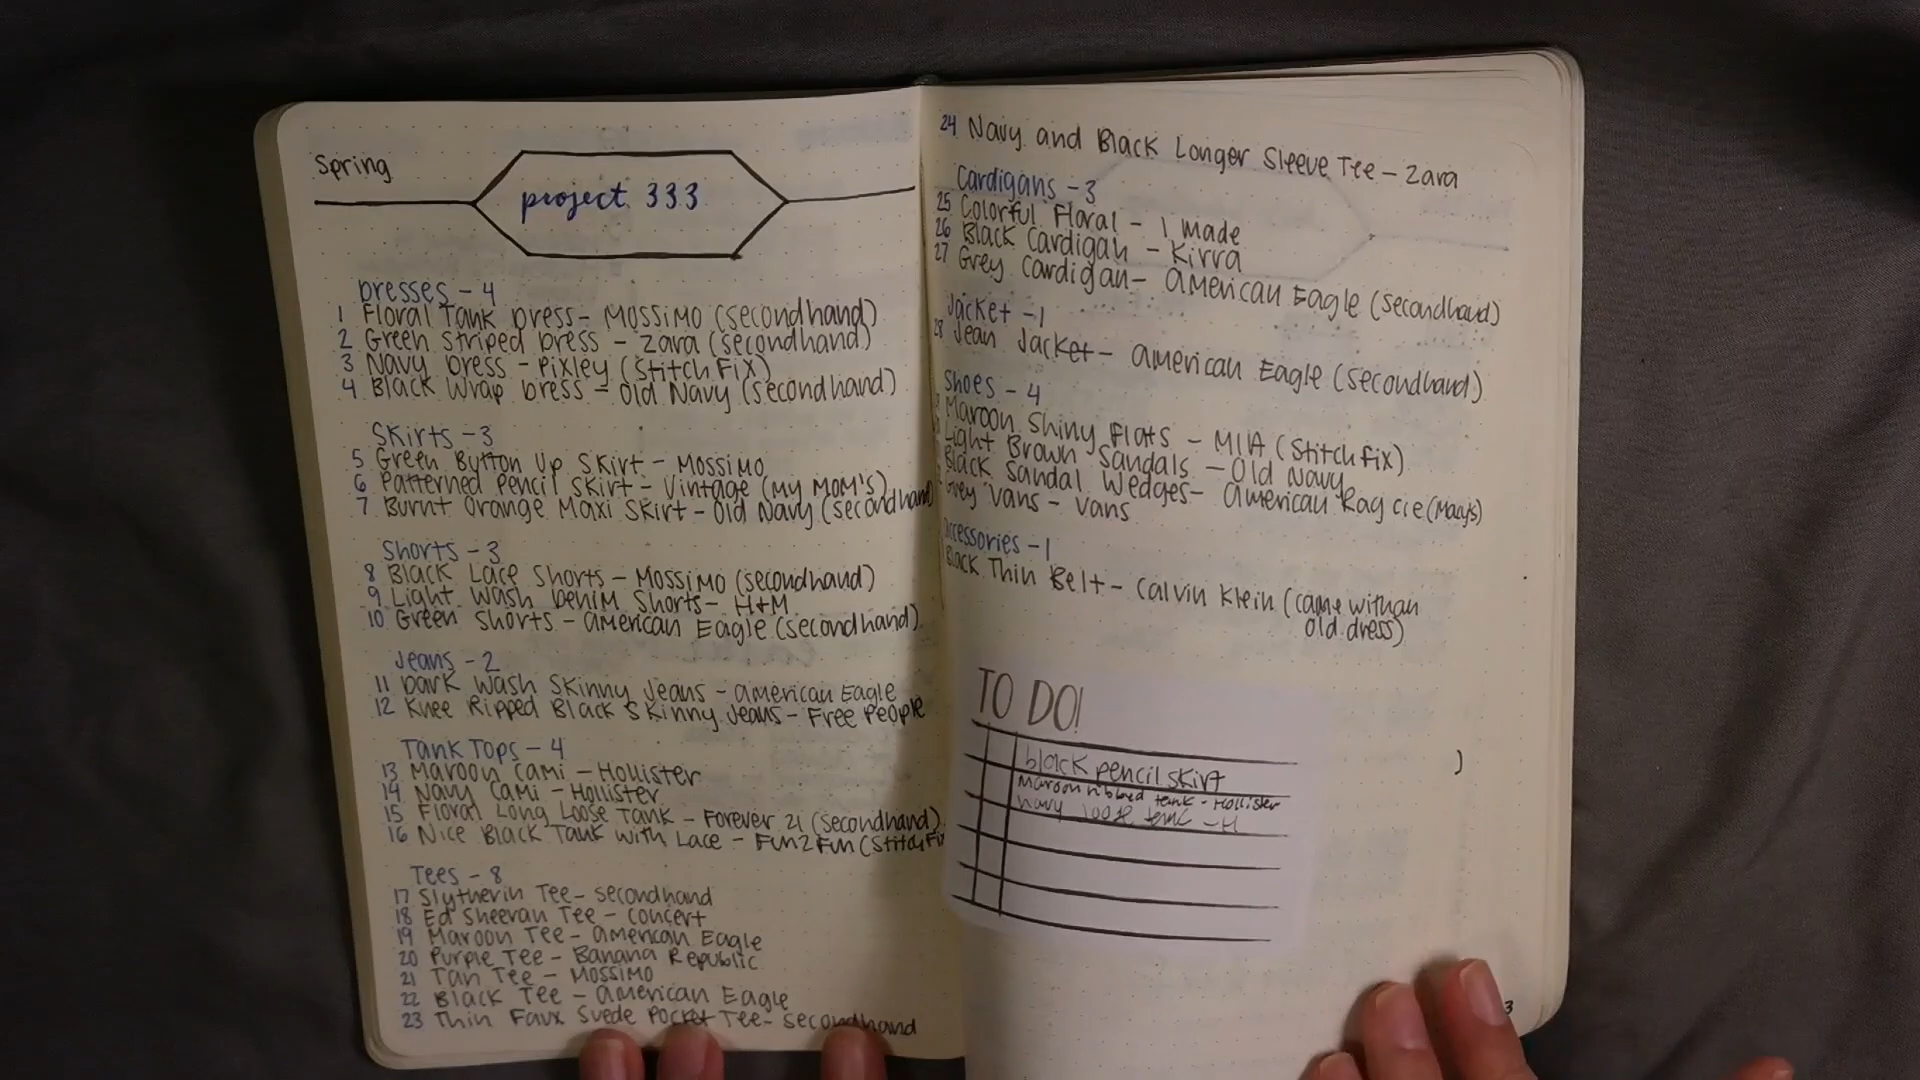 Spring
project 333
Dresses - 4
1 Floral Tank Dress - Mossimo (secondhand)
2 Green Striped Dress - Zara (secondhand)
3 Navy Dress - Pixley (Stitch Fix)
4 Black Wrap Dress - Old Navy (secondhand)
Skirts - 3
5 Green Button Up Skirt - Mossimo
6 Patterned Pencil Skirt - Vintage (My Mom's)
7 Burnt Orange Maxi Skirt - Old Navy (secondhand)
Shorts - 3
8 Black Lace Shorts - Mossimo (secondhand)
9 Light Wash Denim Shorts - H+M
10 Green Shorts - American Eagle (secondhand)
Jeans - 2
11 Dark Wash Skinny Jeans - American Eagle
12 Knee Ripped Black Skinny Jeans - Free People
Tank Tops - 4
13 Maroon Cami - Hollister
14 Navy Cami - Hollister
15 Floral Long Loose Tank - Forever 21 (secondhand)
16 Nice Black Tank with Lace - Fun2Fun (Stitch Fix
Tees - 8
17 Slytherin Tee - secondhand
18 Ed Sheeran Tee - concert
19 Maroon Tee - American Eagle
20 Purple Tee - Banana Republic
21 Tan Tee - Mossimo
22 Black Tee - American Eagle
23 Thin Faux Suede Pocket Tee - secondhand
24 Navy and Black Longer Sleeve Tee - Zara
Cardigans - 3
25 Colorful Floral - I made
26 Black Cardigan - Kirra
27 Grey Cardigan - American Eagle (secondhand)
Jacket - 1
28 Jean Jacket - American Eagle (secondhand)
Shoes - 4
Maroon Shiny Flats - MIA (Stitch Fix)
Light Brown Sandals - Old Navy
Black Sandal Wedges - American Rag Cie (Macy's)
Grey Vans - Vans
accessories - 1
Black Thin Belt - Calvin Klein (came with an
old dress)
TO DO!
black pencil skirt
Maroon ribbed tank - Hollister
navy loose tank - H
3